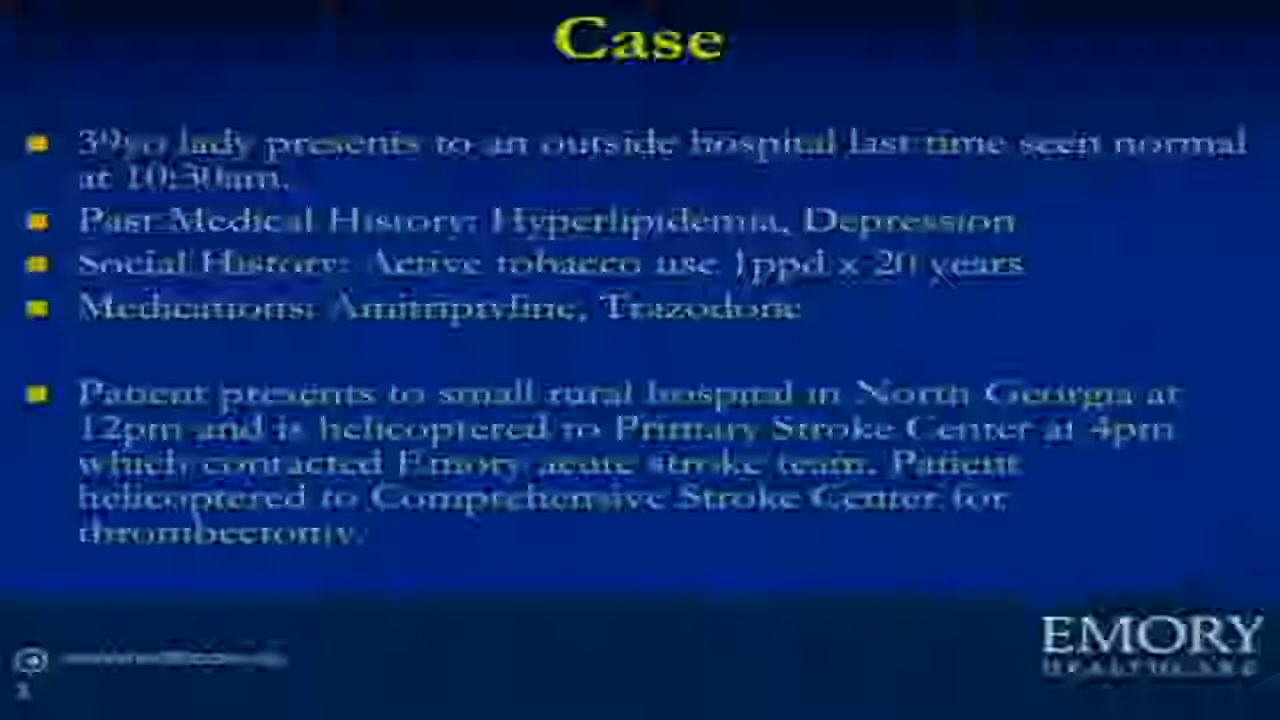 Case
39yo lady presents to an outside hospital last time seen normal
at 10:30am.
Past Medical History: Hyperlipidemia, Depression
Social History: Active tobacco use 1ppd x 20 years
Medications: Amitriptyline, Trazodone
Patient presents to small rural hospital in North Georgia at
12pm and is helicoptered to Primary Stroke Center at 4pm
which contacted Emory acute stroke team. Patient
helicoptered to Comprehensive Stroke Center for
thrombectomy.
EMORY
HEALTHCARE